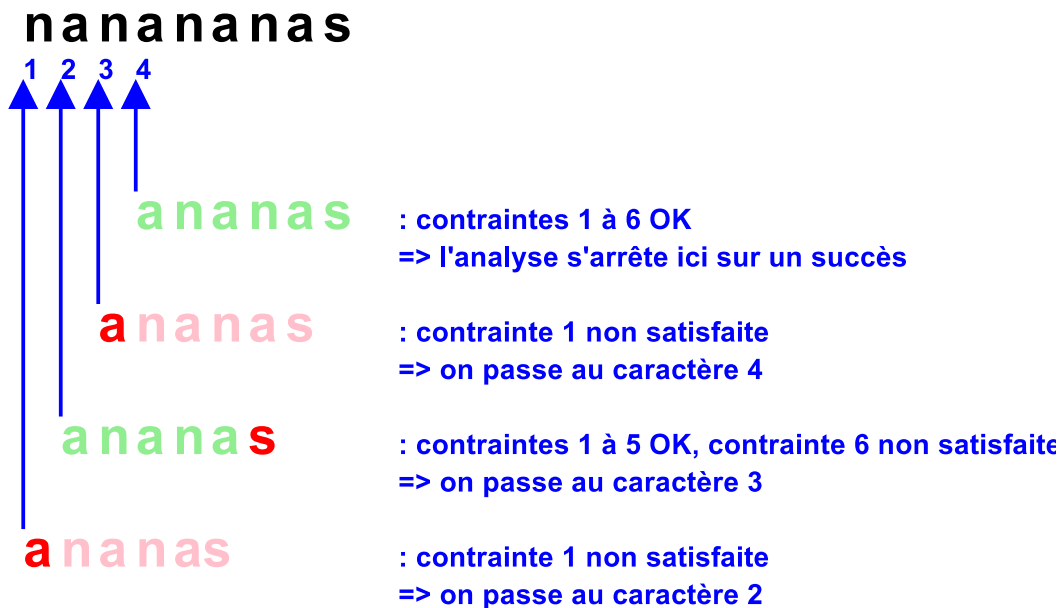 nanananas
1 2 3 4
ananas : contraintes 1 à 6 OK
=> l'analyse s'arrête ici sur un succès
ananas : contrainte 1 non satisfaite
=> on passe au caractère 4
ananas : contraintes 1 à 5 OK, contrainte 6 non satisfaite
=> on passe au caractère 3
ananas : contrainte 1 non satisfaite
=> on passe au caractère 2